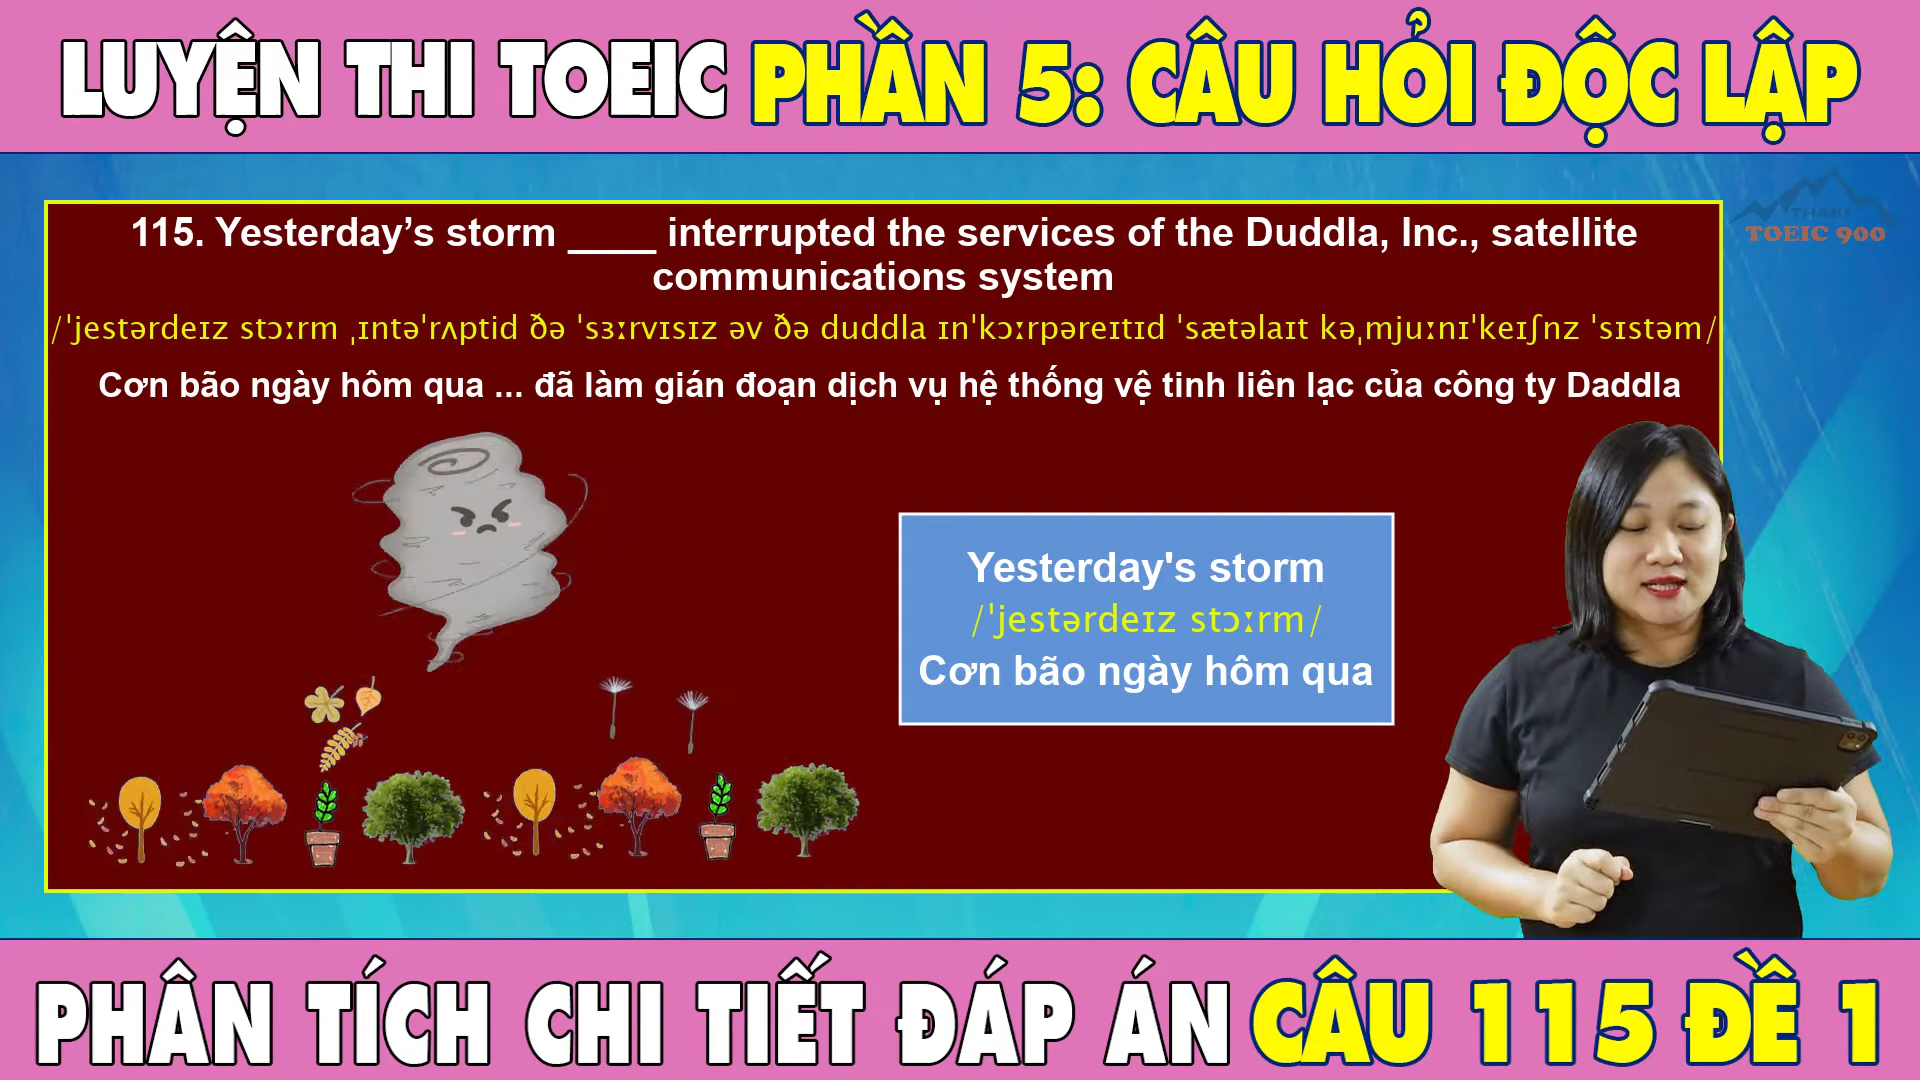 LUYỆN THI TOEIC PHẦN 5: CÂU HỎI ĐỘC LẬP
THARI
TOEIC 900
115. Yesterday’s storm ____ interrupted the services of the Duddla, Inc., satellite
communications system
/ˈjestərdeɪz stɔːrm ˌɪntəˈrʌptid ðə ˈsɜːrvɪsɪz əv ðə duddla ɪnˈkɔːrpəreɪtɪd ˈsætəlaɪt kəˌmjuːnɪˈkeɪʃnz ˈsɪstəm/
Cơn bão ngày hôm qua ... đã làm gián đoạn dịch vụ hệ thống vệ tinh liên lạc của công ty Daddla
Yesterday's storm
/ˈjestərdeɪz stɔːrm/
Cơn bão ngày hôm qua
PHÂN TÍCH CHI TIẾT ĐÁP ÁN CÂU 115 ĐỀ 1